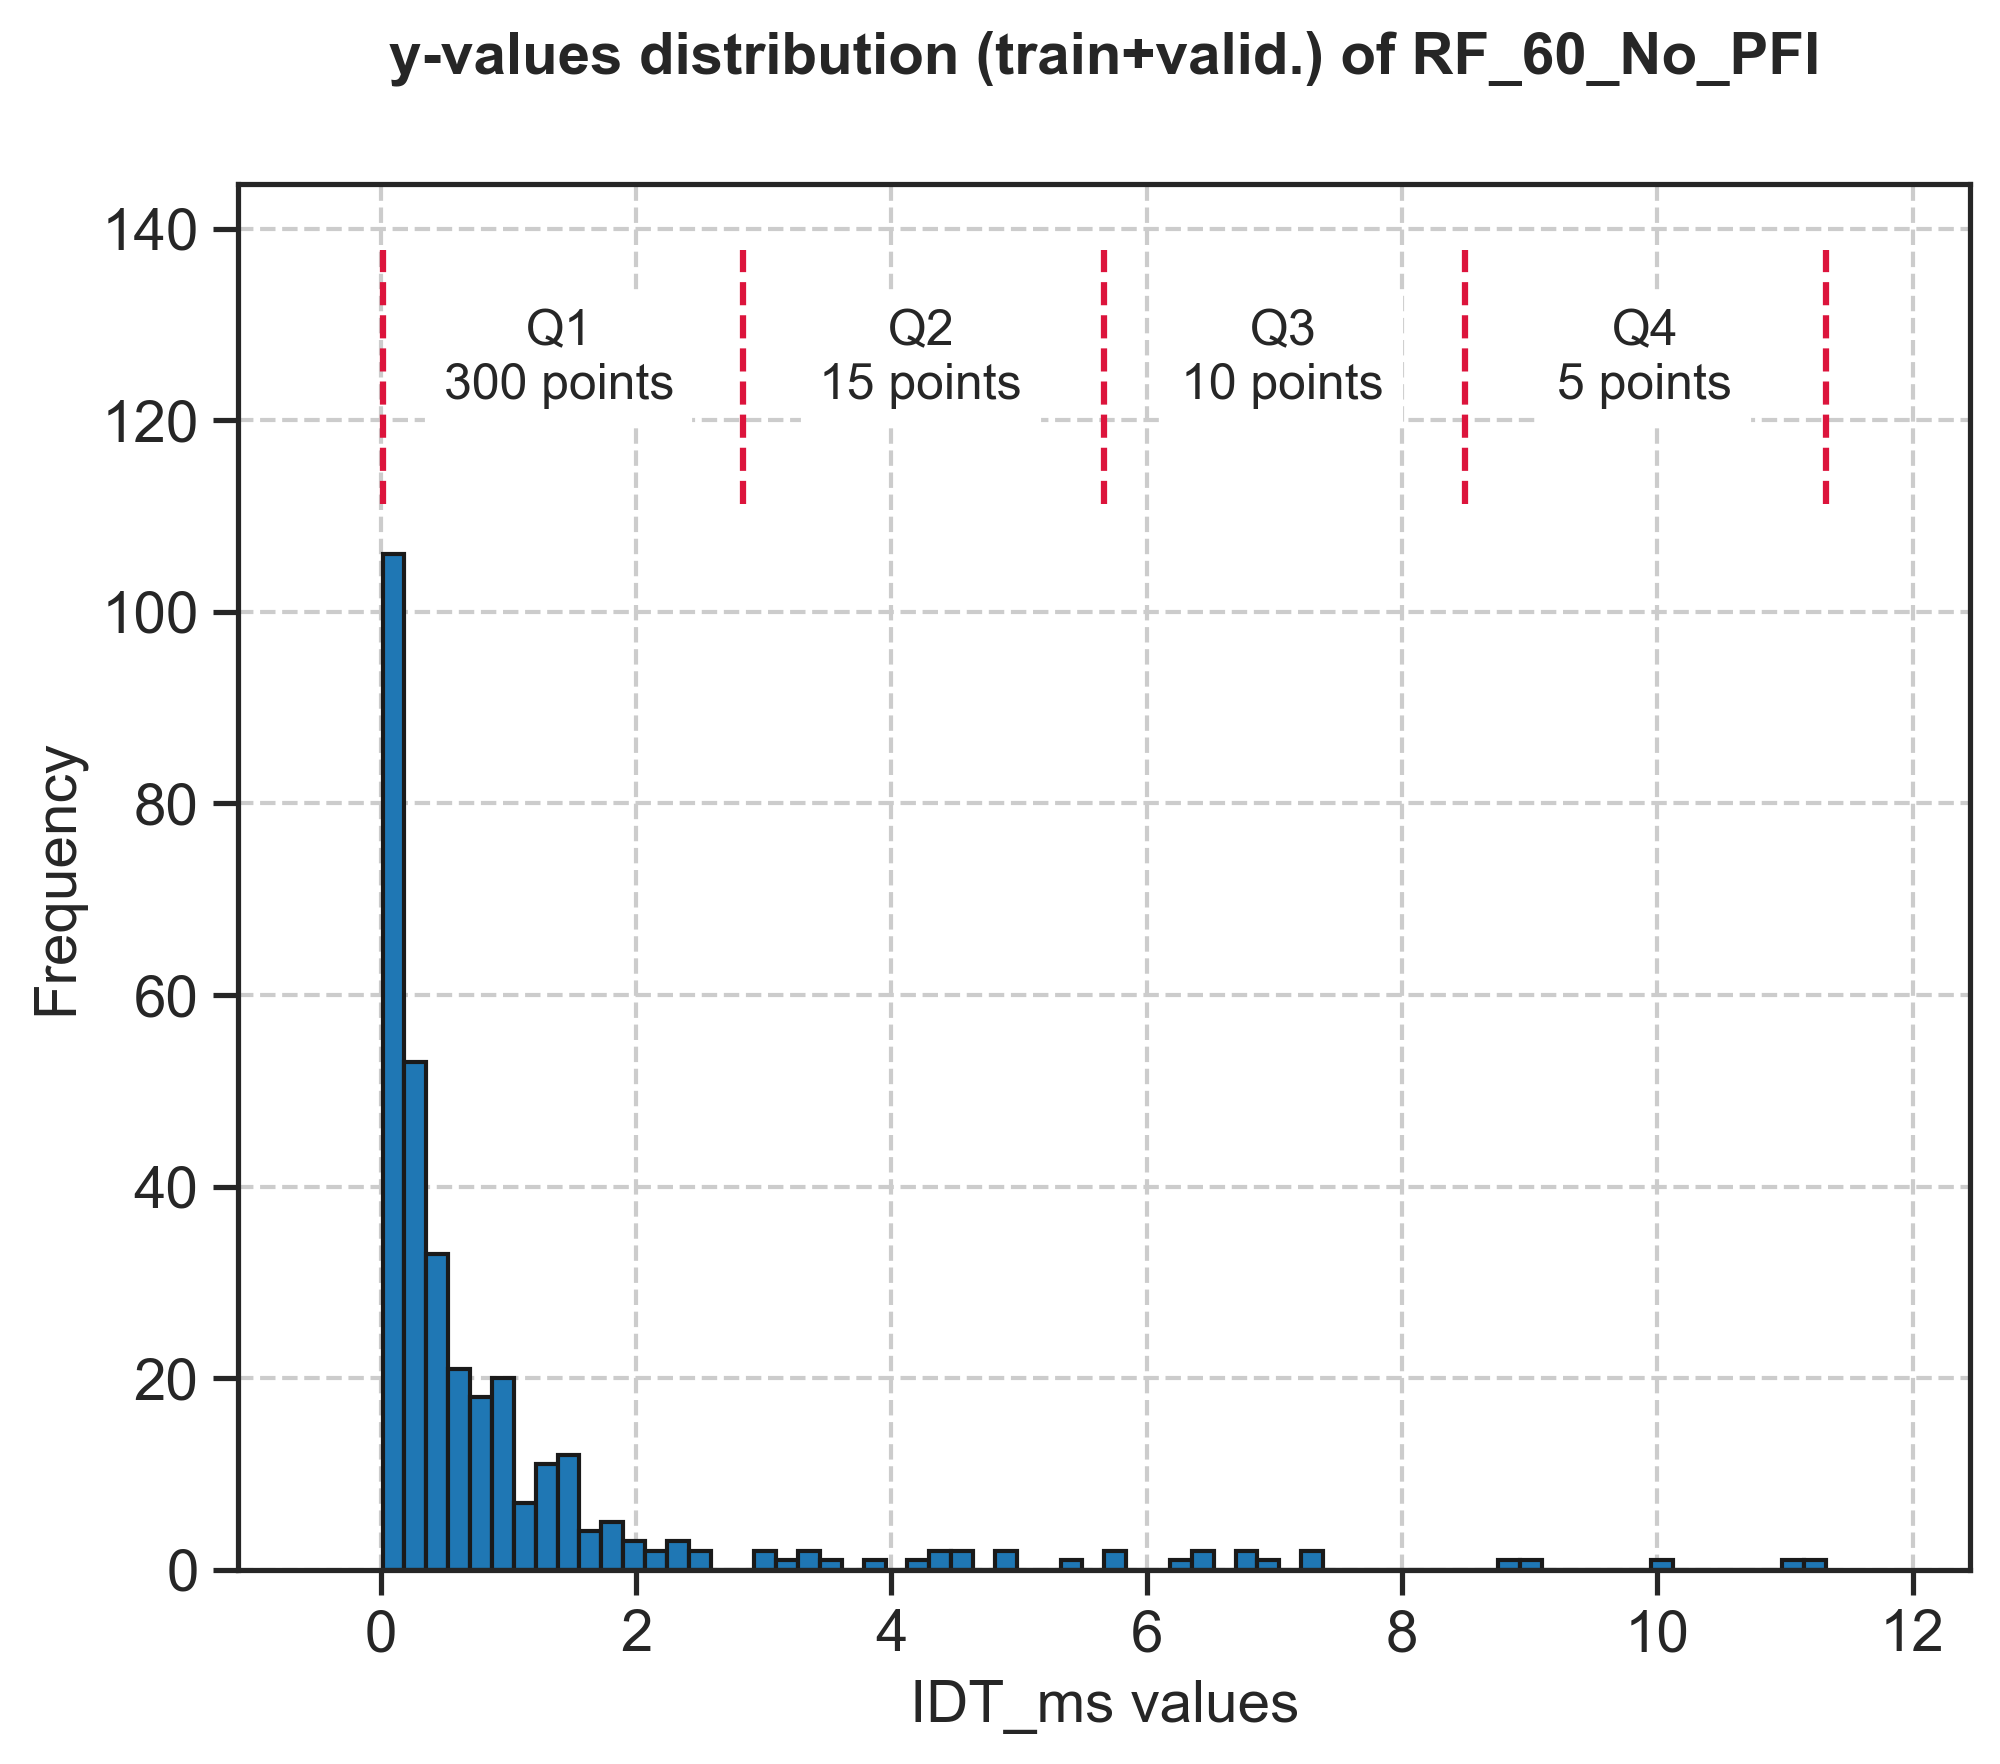 y-values distribution (train+valid.) of RF_60_No_PFI
140
120
100
80
60
40
20
0
Frequency
Q1
300 points
Q2
15 points
Q3
10 points
Q4
5 points
0 2 4 6 8 10 12
IDT_ms values